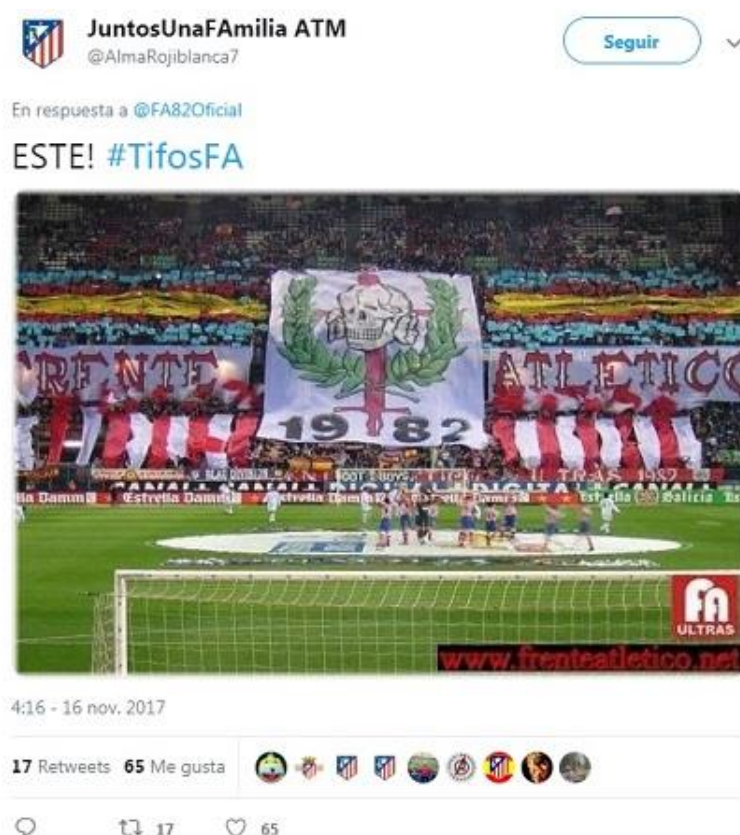 JuntosUnaFAmilia ATM
@AlmaRojiblanca7
Seguir
En respuesta a @FA82Oficial
ESTE! #TifosFA
FRENTE
ATLETICO
1982
Estrella Damm
FA
ULTRAS
www.frenteatletico.net
4:16 - 16 nov. 2017
17 Retweets 65 Me gusta
17 65